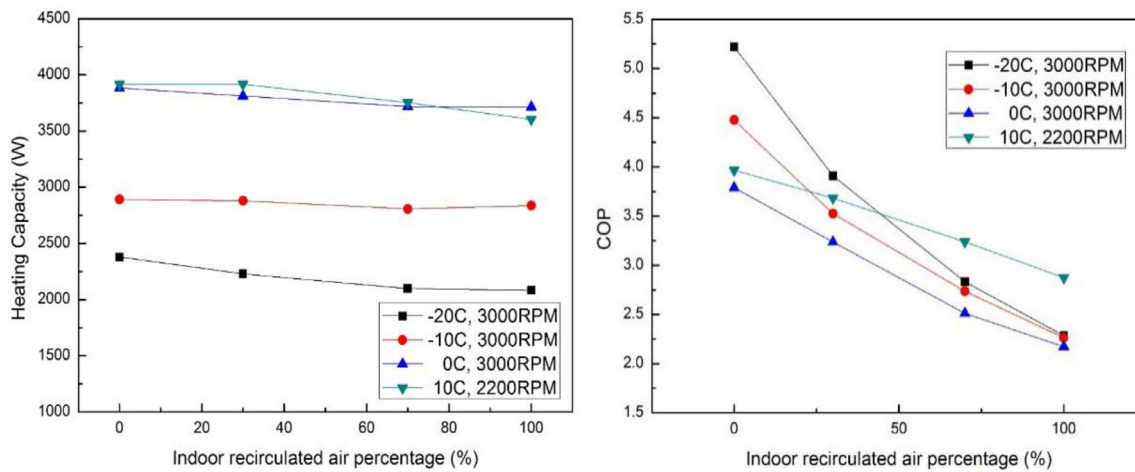 4500
4000
3500
3000
2500
2000
1500
1000
Heating Capacity (W)
-20C, 3000RPM
-10C, 3000RPM
0C, 3000RPM
10C, 2200RPM
0 20 40 60 80 100
Indoor recirculated air percentage (%)
5.5
5.0
4.5
4.0
3.5
3.0
2.5
2.0
1.5
COP
-20C, 3000RPM
-10C, 3000RPM
0C, 3000RPM
10C, 2200RPM
0 50 100
Indoor recirculated air percentage (%)